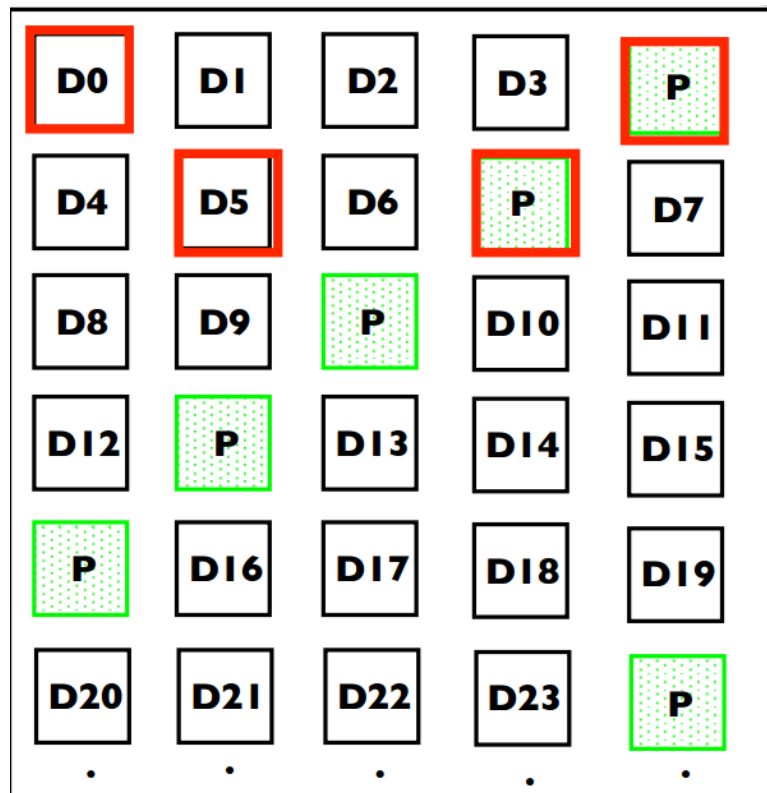 D0 D1 D2 D3 P
D4 D5 D6 P D7
D8 D9 P D10 D11
D12 P D13 D14 D15
P D16 D17 D18 D19
D20 D21 D22 D23 P
. . . . .